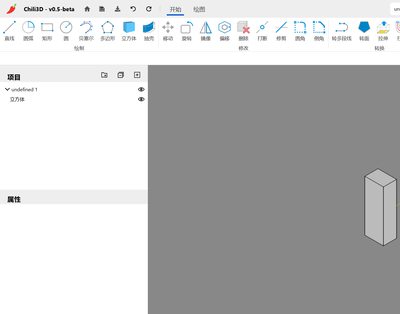 Chili3D - v0.5-beta 开始 绘图 un
直线 圆弧 矩形 圆 贝塞尔 多边形 立方体 抽壳 移动 旋转 镜像 偏移 删除 打断 修剪 圆角 倒角 转多段线 转面 拉伸
绘制 修改 转换
项目
undefined 1
立方体
属性